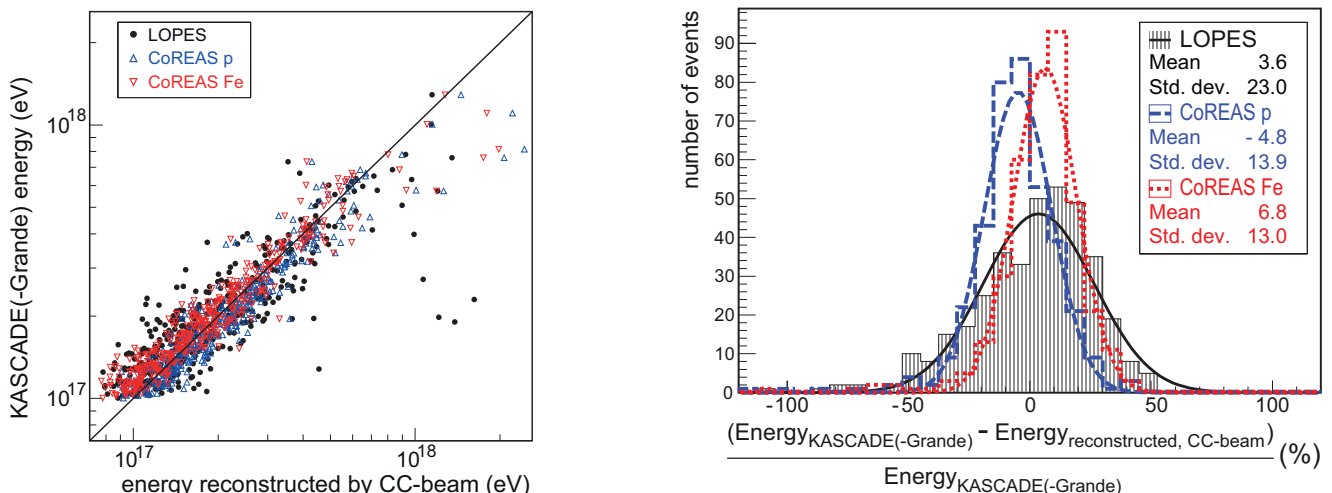 LOPES
CoREAS p
CoREAS Fe
KASCADE(-Grande) energy (eV)
10^18
10^17
10^17
10^18
energy reconstructed by CC-beam (eV)
number of events
90
80
70
60
50
40
30
20
10
0
LOPES
Mean 3.6
Std. dev. 23.0
CoREAS p
Mean - 4.8
Std. dev. 13.9
CoREAS Fe
Mean 6.8
Std. dev. 13.0
-100 -50 0 50 100
(Energy_KASCADE(-Grande) - Energy_reconstructed, CC-beam)
Energy_KASCADE(-Grande) (%)